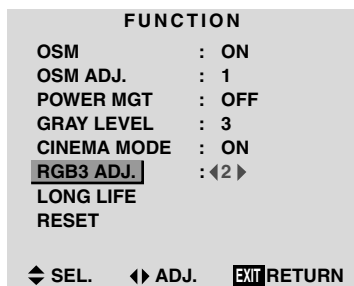 FUNCTION
OSM : ON
OSM ADJ. : 1
POWER MGT : OFF
GRAY LEVEL : 3
CINEMA MODE : ON
RGB3 ADJ. : 2
LONG LIFE
RESET
SEL. ADJ. EXIT RETURN